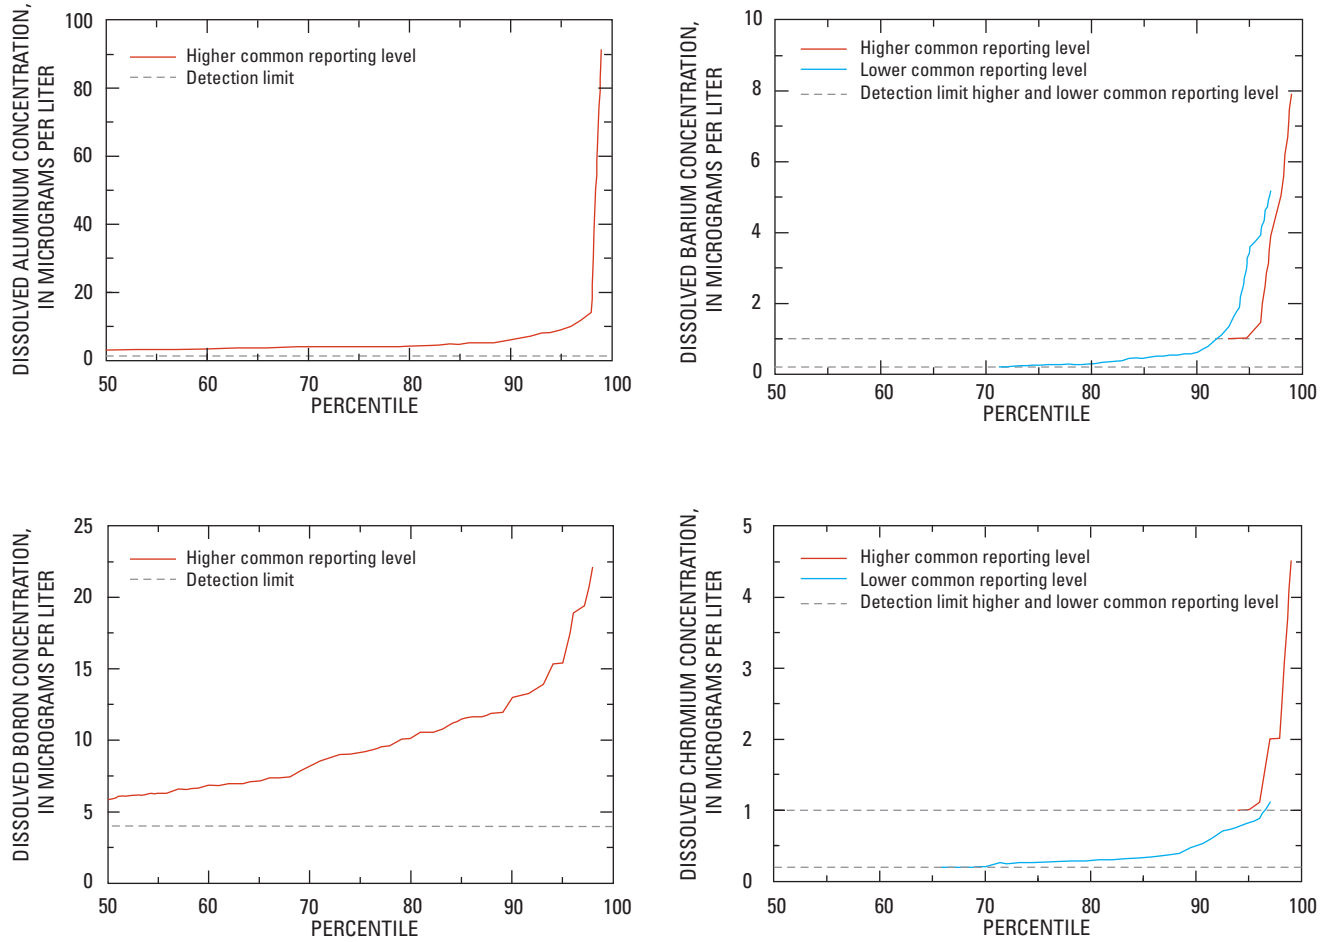 DISSOLVED ALUMINUM CONCENTRATION,
IN MICROGRAMS PER LITER
100
80
60
40
20
0
Higher common reporting level
Detection limit
50 60 70 80 90 100
PERCENTILE
DISSOLVED BARIUM CONCENTRATION,
IN MICROGRAMS PER LITER
10
8
6
4
2
0
Higher common reporting level
Lower common reporting level
Detection limit higher and lower common reporting level
50 60 70 80 90 100
PERCENTILE
DISSOLVED BORON CONCENTRATION,
IN MICROGRAMS PER LITER
25
20
15
10
5
0
Higher common reporting level
Detection limit
50 60 70 80 90 100
PERCENTILE
DISSOLVED CHROMIUM CONCENTRATION,
IN MICROGRAMS PER LITER
5
4
3
2
1
0
Higher common reporting level
Lower common reporting level
Detection limit higher and lower common reporting level
50 60 70 80 90 100
PERCENTILE